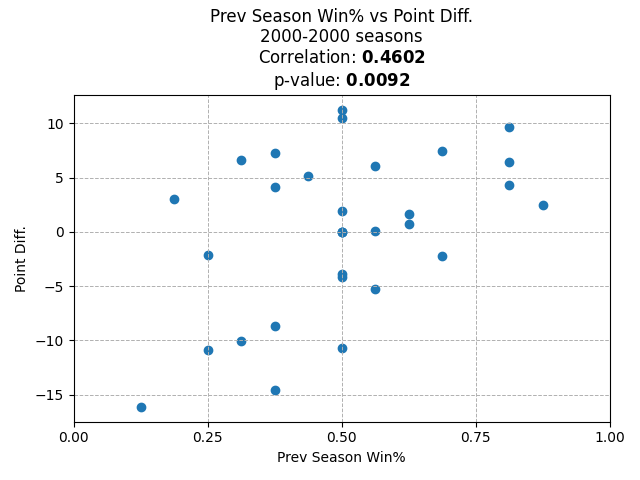 Prev Season Win% vs Point Diff.
2000-2000 seasons
Correlation: 0.4602
p-value: 0.0092
10
5
0
−5
−10
−15
Point Diff.
0.00 0.25 0.50 0.75 1.00
Prev Season Win%